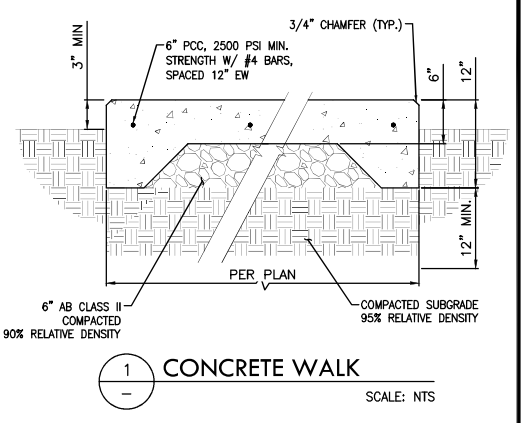 3/4" CHAMFER (TYP.)
3" MIN
6" PCC, 2500 PSI MIN.
STRENGTH W/ #4 BARS,
SPACED 12" EW
6"
12"
12" MIN.
PER PLAN
6" AB CLASS II
COMPACTED
90% RELATIVE DENSITY
COMPACTED SUBGRADE
95% RELATIVE DENSITY
1
–
CONCRETE WALK
SCALE: NTS